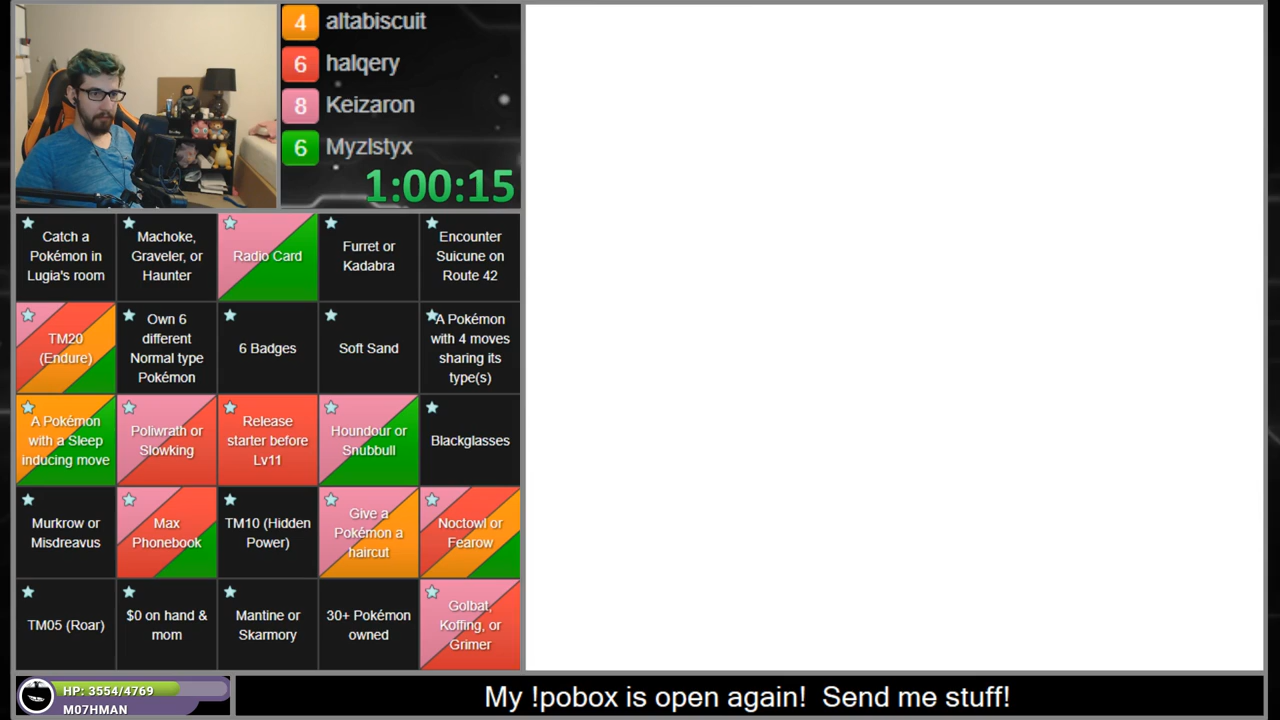 4 altabiscuit
6 halqery
8 Keizaron
6 Myzlstyx
1:00:15
Catch a
Pokémon in
Lugia's room
Machoke,
Graveler, or
Haunter
Radio Card
Furret or
Kadabra
Encounter
Suicune on
Route 42
TM20
(Endure)
Own 6
different
Normal type
Pokémon
6 Badges
Soft Sand
A Pokémon
with 4 moves
sharing its
type(s)
A Pokémon
with a Sleep
inducing move
Poliwrath or
Slowking
Release
starter before
Lv11
Houndour or
Snubbull
Blackglasses
Murkrow or
Misdreavus
Max
Phonebook
TM10 (Hidden
Power)
Give a
Pokémon a
haircut
Noctowl or
Fearow
TM05 (Roar)
$0 on hand &
mom
Mantine or
Skarmory
30+ Pokémon
owned
Golbat,
Koffing, or
Grimer
HP: 3554/4769
M07HMAN
My !pobox is open again! Send me stuff!